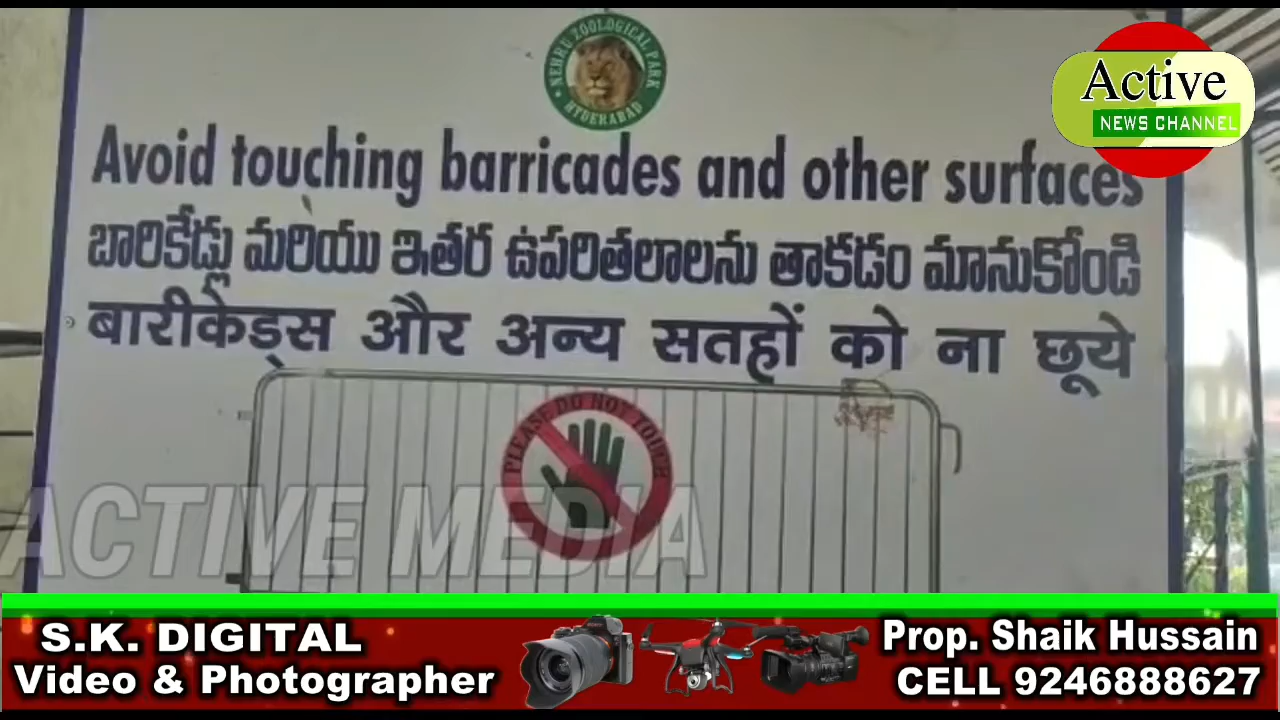 NEHRU ZOOLOGICAL PARK
HYDERABAD
Active
NEWS CHANNEL
Avoid touching barricades and other surfaces
బారికేడ్లు మరియు ఇతర ఉపరితలాలను తాకడం మానుకోండి
बारीकेड्स और अन्य सतहों को ना छूये
PLEASE DO NOT TOUCH
ACTIVE MEDIA
S.K. DIGITAL
Video & Photographer
Prop. Shaik Hussain
CELL 9246888627